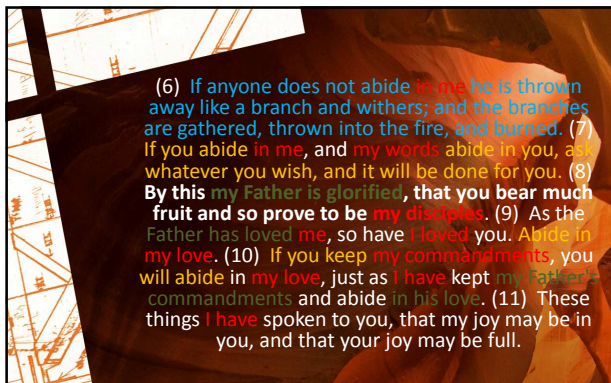 (6) If anyone does not abide in me he is thrown
away like a branch and withers; and the branches
are gathered, thrown into the fire, and burned. (7)
If you abide in me, and my words abide in you, ask
whatever you wish, and it will be done for you. (8)
By this my Father is glorified, that you bear much
fruit and so prove to be my disciples. (9) As the
Father has loved me, so have I loved you. Abide in
my love. (10) If you keep my commandments, you
will abide in my love, just as I have kept my Father's
commandments and abide in his love. (11) These
things I have spoken to you, that my joy may be in
you, and that your joy may be full.